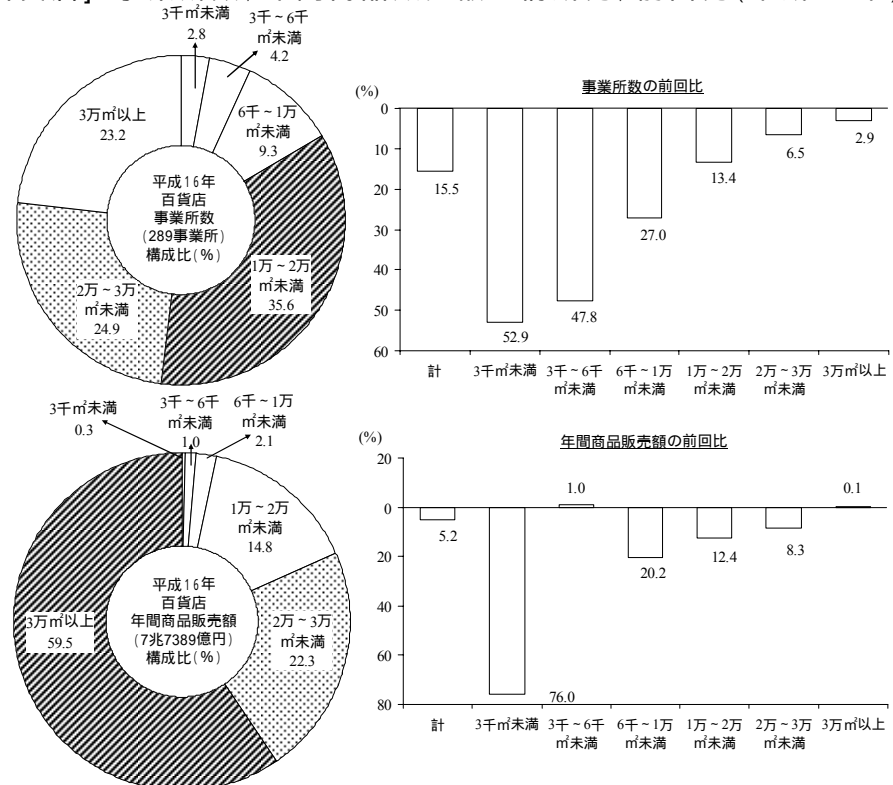 3千㎡未満
2.8
3千～6千
㎡未満
4.2
6千～1万
㎡未満
9.3
1万～2万
㎡未満
35.6
2万～3万
㎡未満
24.9
3万㎡以上
23.2
平成16年
百貨店
事業所数
(289事業所)
構成比(%)
事業所数の前回比
(%)
0
10
20
30
40
50
60
15.5
52.9
47.8
27.0
13.4
6.5
2.9
計
3千㎡未満
3千～6千
㎡未満
6千～1万
㎡未満
1万～2万
㎡未満
2万～3万
㎡未満
3万㎡以上
3千㎡未満
0.3
3千～6千
㎡未満
1.0
6千～1万
㎡未満
2.1
1万～2万
㎡未満
14.8
2万～3万
㎡未満
22.3
3万㎡以上
59.5
平成16年
百貨店
年間商品販売額
(7兆7389億円)
構成比(%)
年間商品販売額の前回比
(%)
20
0
20
40
60
80
5.2
76.0
1.0
20.2
12.4
8.3
0.1
計
3千㎡未満
3千～6千
㎡未満
6千～1万
㎡未満
1万～2万
㎡未満
2万～3万
㎡未満
3万㎡以上